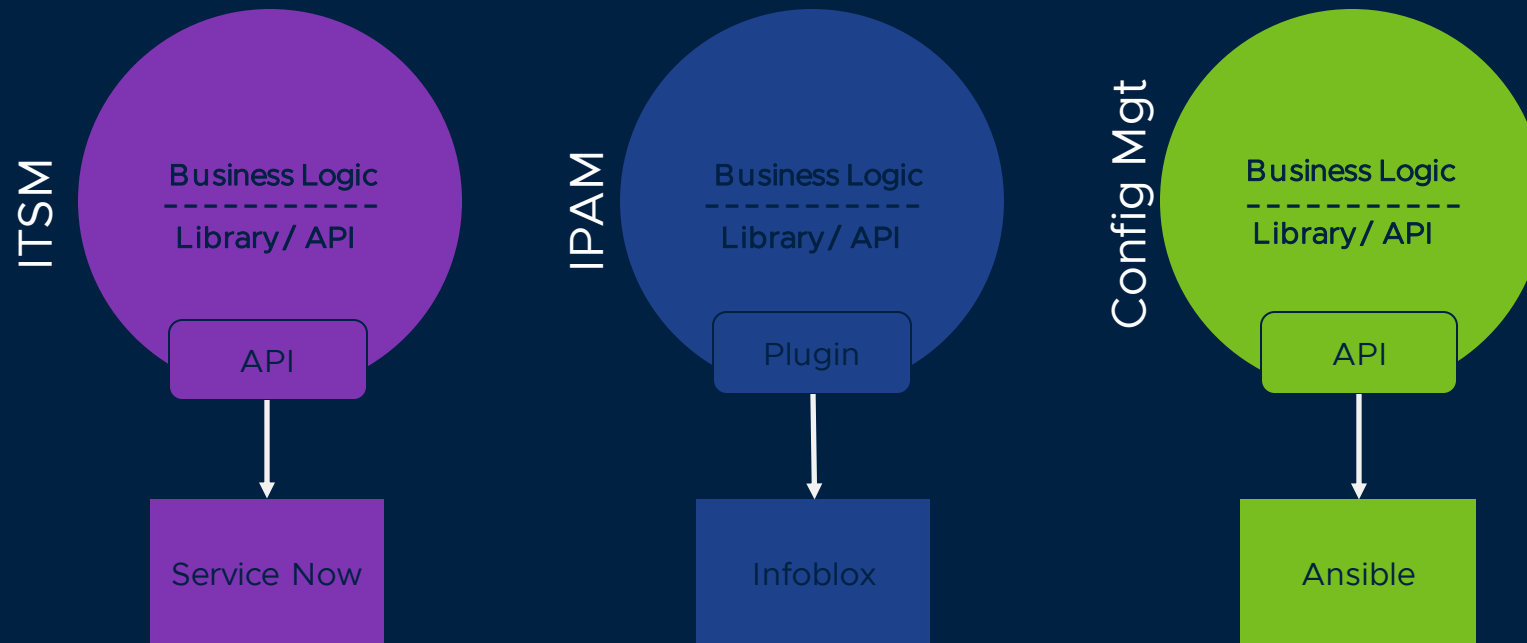 ITSM
Business Logic
Library / API
API
Service Now
IPAM
Business Logic
Library / API
Plugin
Infoblox
Config Mgt
Business Logic
Library / API
API
Ansible